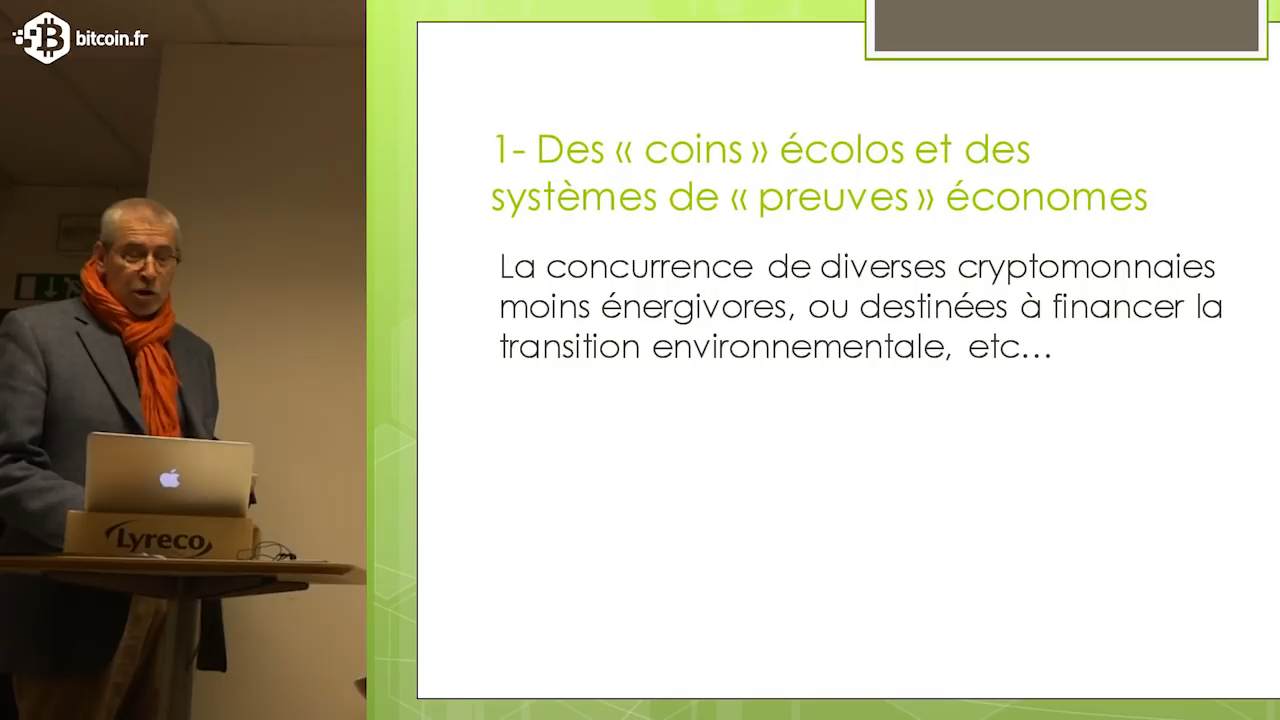 bitcoin.fr
1- Des « coins » écolos et des
systèmes de « preuves » économes
La concurrence de diverses cryptomonnaies
moins énergivores, ou destinées à financer la
transition environnementale, etc...
Lyreco